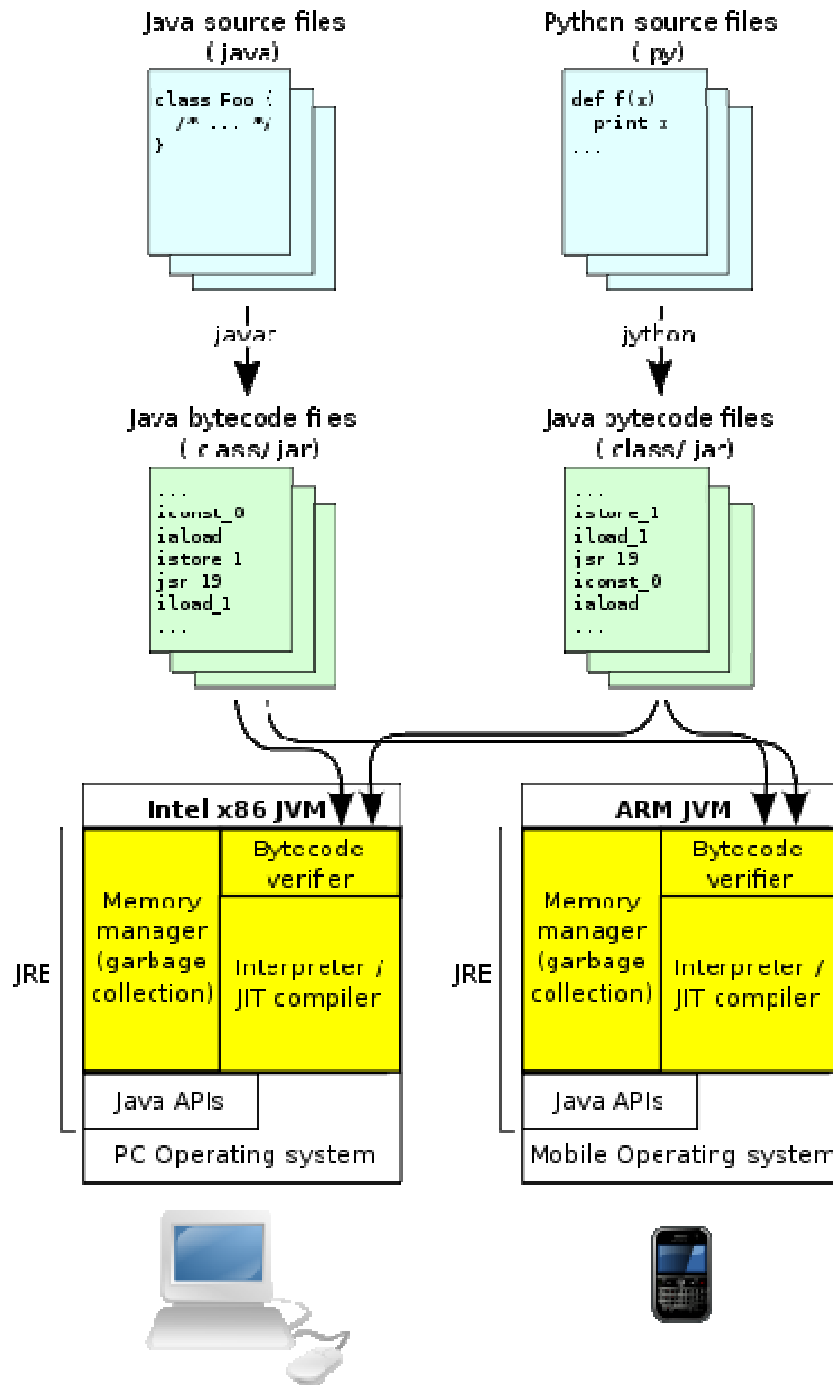 Java source files
(.java)
class Foo {
/* ... */
}
Python source files
(.py)
def f(x)
print x
...
javac
jython
Java bytecode files
(.class/.jar)
...
iconst_0
iaload
istore_1
jsr 19
iload_1
...
Java bytecode files
(.class/.jar)
...
istore_1
iload_1
jsr 19
iconst_0
iaload
...
Intel x86 JVM
JRE
Memory
manager
(garbage
collection)
Bytecode
verifier
Interpreter /
JIT compiler
Java APIs
PC Operating system
ARM JVM
JRE
Memory
manager
(garbage
collection)
Bytecode
verifier
Interpreter /
JIT compiler
Java APIs
Mobile Operating system